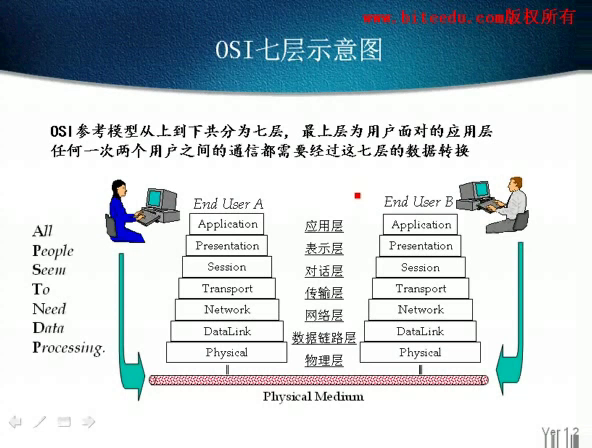 www.biteedu.com版权所有
OSI七层示意图
OSI参考模型从上到下共分为七层，最上层为用户面对的应用层
任何一次两个用户之间的通信都需要经过这七层的数据转换
End User A
End User B
All
People
Seem
To
Need
Data
Processing.
Application
Presentation
Session
Transport
Network
DataLink
Physical
应用层
表示层
对话层
传输层
网络层
数据链路层
物理层
Application
Presentation
Session
Transport
Network
DataLink
Physical
Physical Medium
Ver 1.2